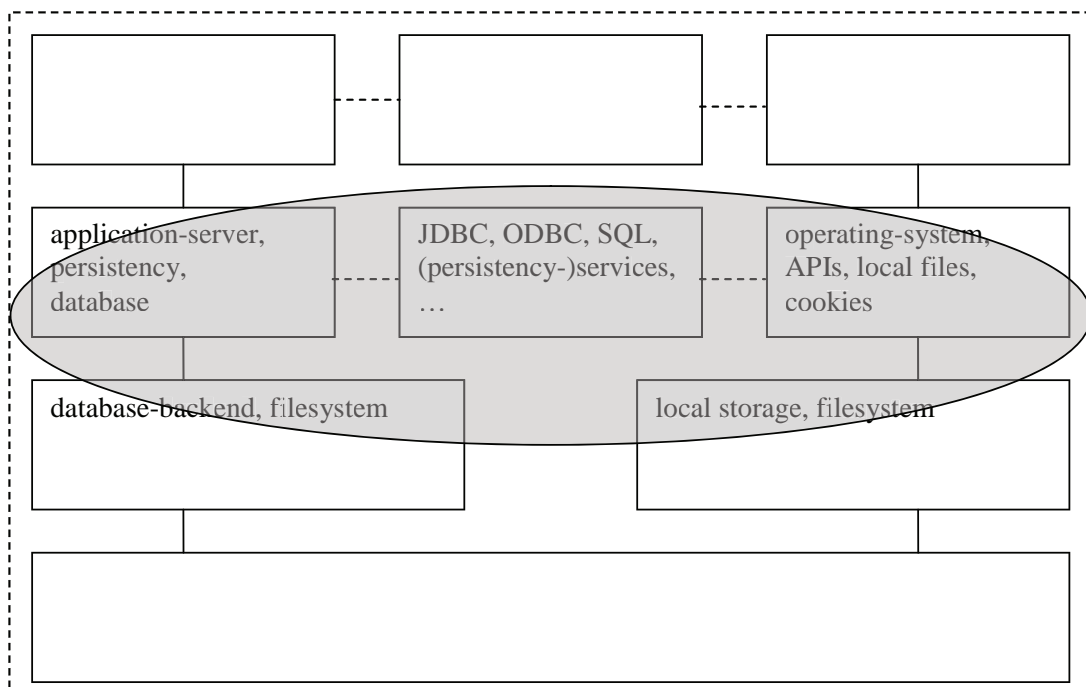 application-server,
persistency,
database
JDBC, ODBC, SQL,
(persistency-)services,
…
operating-system,
APIs, local files,
cookies
database-backend, filesystem
local storage, filesystem